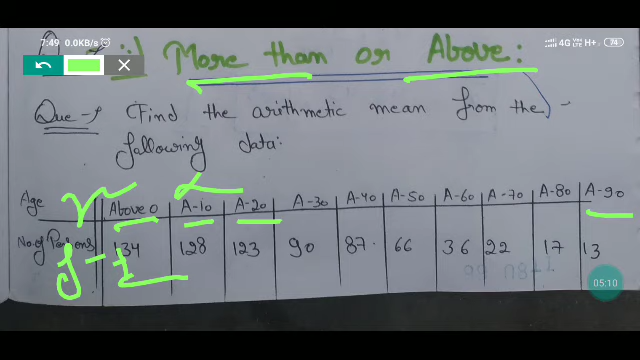 7:49 0.0KB/S 4G H+ 74
ii) More than or Above:
Que → Find the arithmetic mean from the
following data:
Age Above 0 A-10 A-20 A-30 A-40 A-50 A-60 A-70 A-80 A-90
No. of Persons 134 128 123 90 87 66 36 22 17 13
05:10